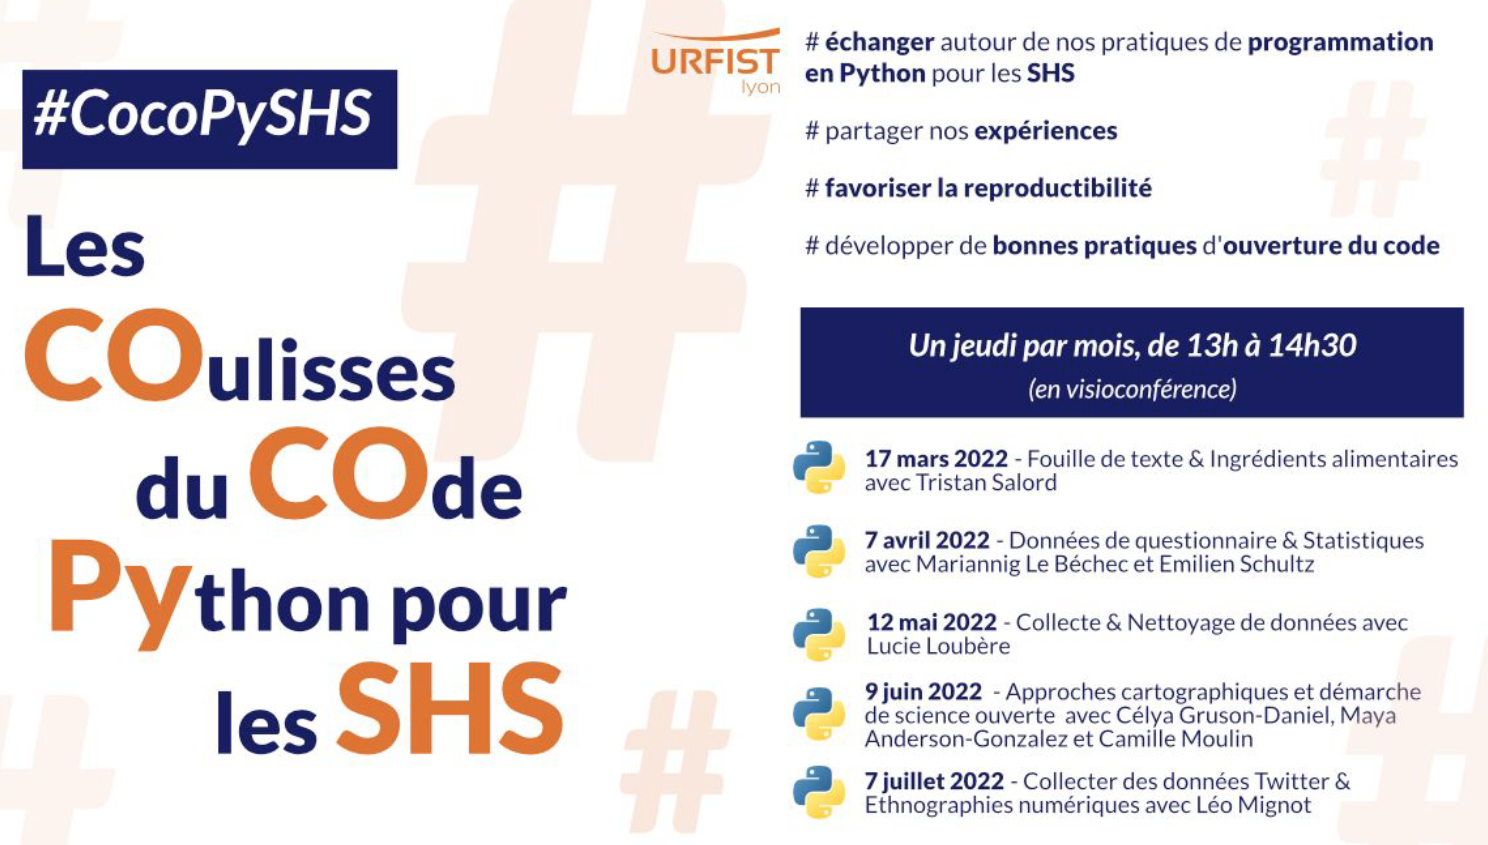 #CocoPySHS
Les
COulisses
du COde
Python pour
les SHS
URFIST
lyon
# échanger autour de nos pratiques de programmation
en Python pour les SHS
# partager nos expériences
# favoriser la reproductibilité
# développer de bonnes pratiques d'ouverture du code
Un jeudi par mois, de 13h à 14h30
(en visioconférence)
17 mars 2022 - Fouille de texte & Ingrédients alimentaires
avec Tristan Salord
7 avril 2022 - Données de questionnaire & Statistiques
avec Mariannig Le Béchec et Emilien Schultz
12 mai 2022 - Collecte & Nettoyage de données avec
Lucie Loubère
9 juin 2022 - Approches cartographiques et démarche
de science ouverte avec Célya Gruson-Daniel, Maya
Anderson-Gonzalez et Camille Moulin
7 juillet 2022 - Collecter des données Twitter &
Ethnographies numériques avec Léo Mignot